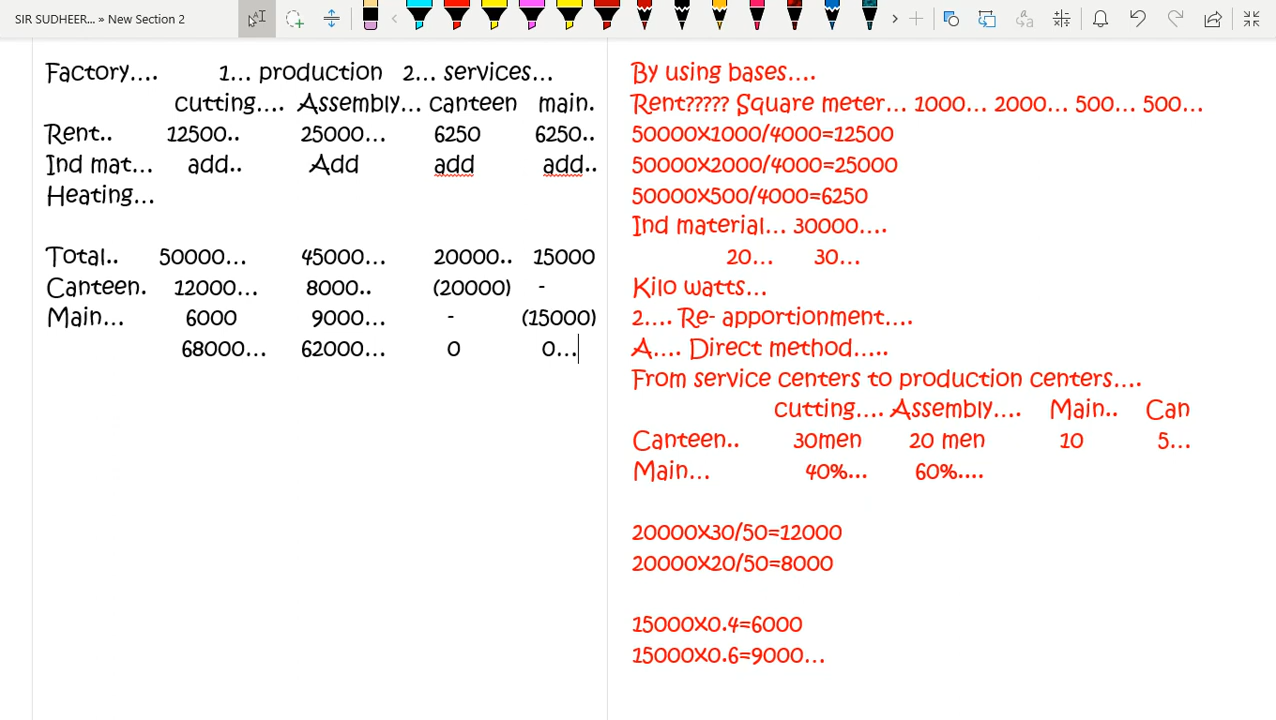 SIR SUDHEER... » New Section 2
Factory.... 1... production 2... services...
cutting.... Assembly... canteen main.
Rent.. 12500.. 25000... 6250 6250..
Ind mat... add.. Add add add..
Heating...
Total.. 50000... 45000... 20000.. 15000
Canteen. 12000... 8000.. (20000) -
Main... 6000 9000... - (15000)
68000... 62000... 0 0...
By using bases....
Rent????? Square meter... 1000... 2000... 500... 500...
50000X1000/4000=12500
50000X2000/4000=25000
50000X500/4000=6250
Ind material... 30000....
20... 30...
Kilo watts...
2.... Re- apportionment....
A.... Direct method.....
From service centers to production centers....
cutting.... Assembly.... Main.. Can
Canteen.. 30men 20 men 10 5...
Main... 40%... 60%....
20000X30/50=12000
20000X20/50=8000
15000X0.4=6000
15000X0.6=9000...